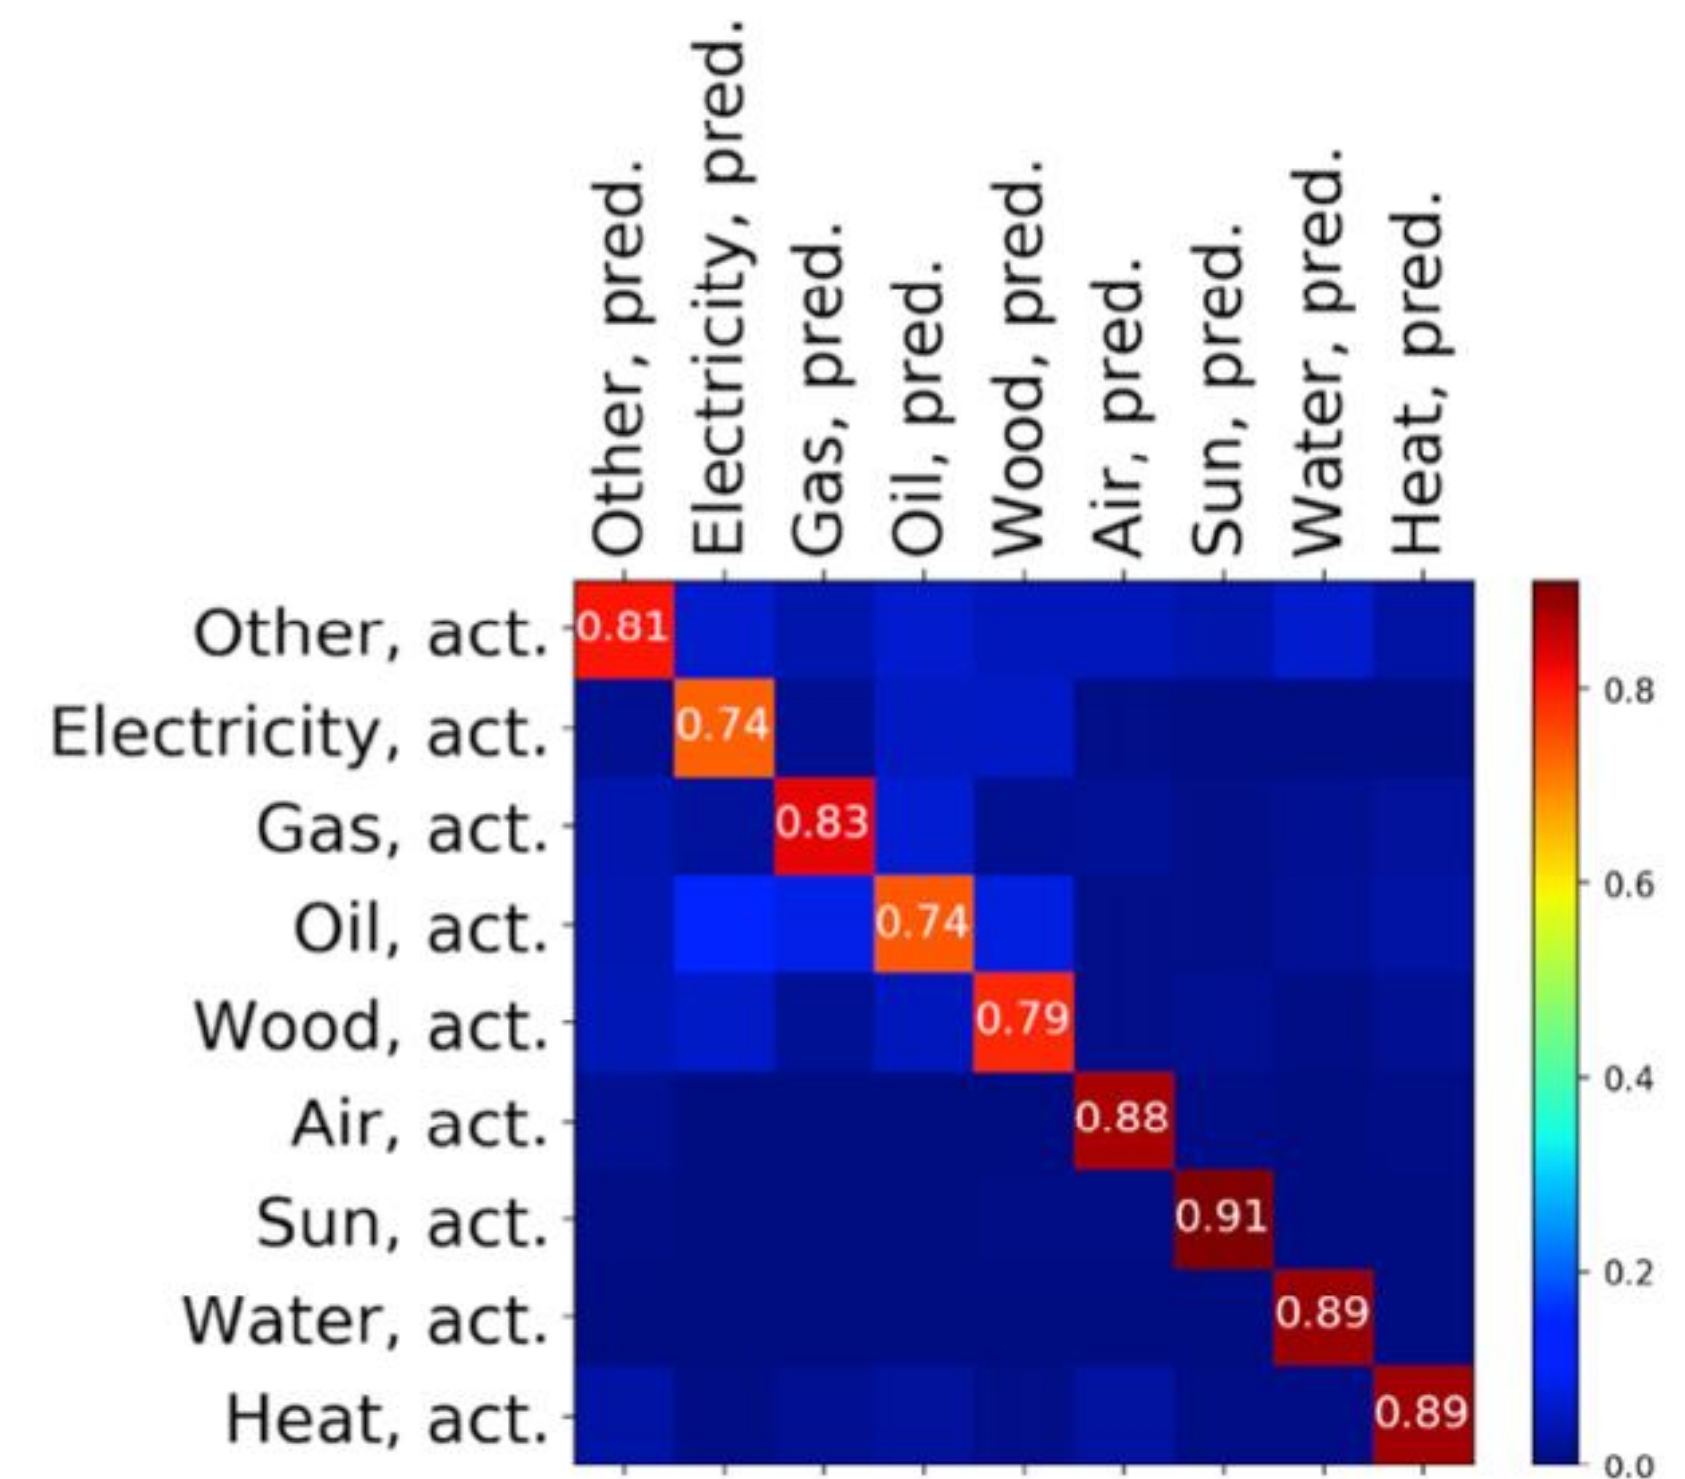 Other, pred.
Electricity, pred.
Gas, pred.
Oil, pred.
Wood, pred.
Air, pred.
Sun, pred.
Water, pred.
Heat, pred.
Other, act.
0.81
Electricity, act.
0.74
Gas, act.
0.83
Oil, act.
0.74
Wood, act.
0.79
Air, act.
0.88
Sun, act.
0.91
Water, act.
0.89
Heat, act.
0.89
0.8
0.6
0.4
0.2
0.0